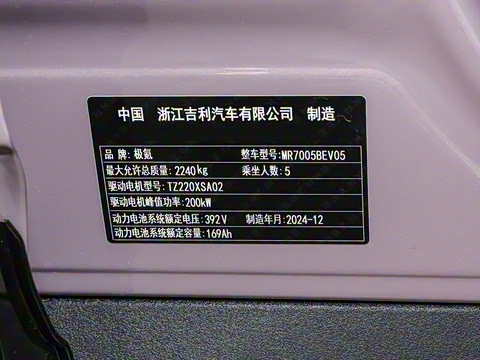 中国 浙江吉利汽车有限公司 制造
品 牌:极氪 整车型号:MR7005BEV05
最大允许总质量:2240kg 乘坐人数:5
驱动电机型号:TZ220XSA02
驱动电机峰值功率:200kW
动力电池系统额定电压:392V 制造年月:2024-12
动力电池系统额定容量:169Ah